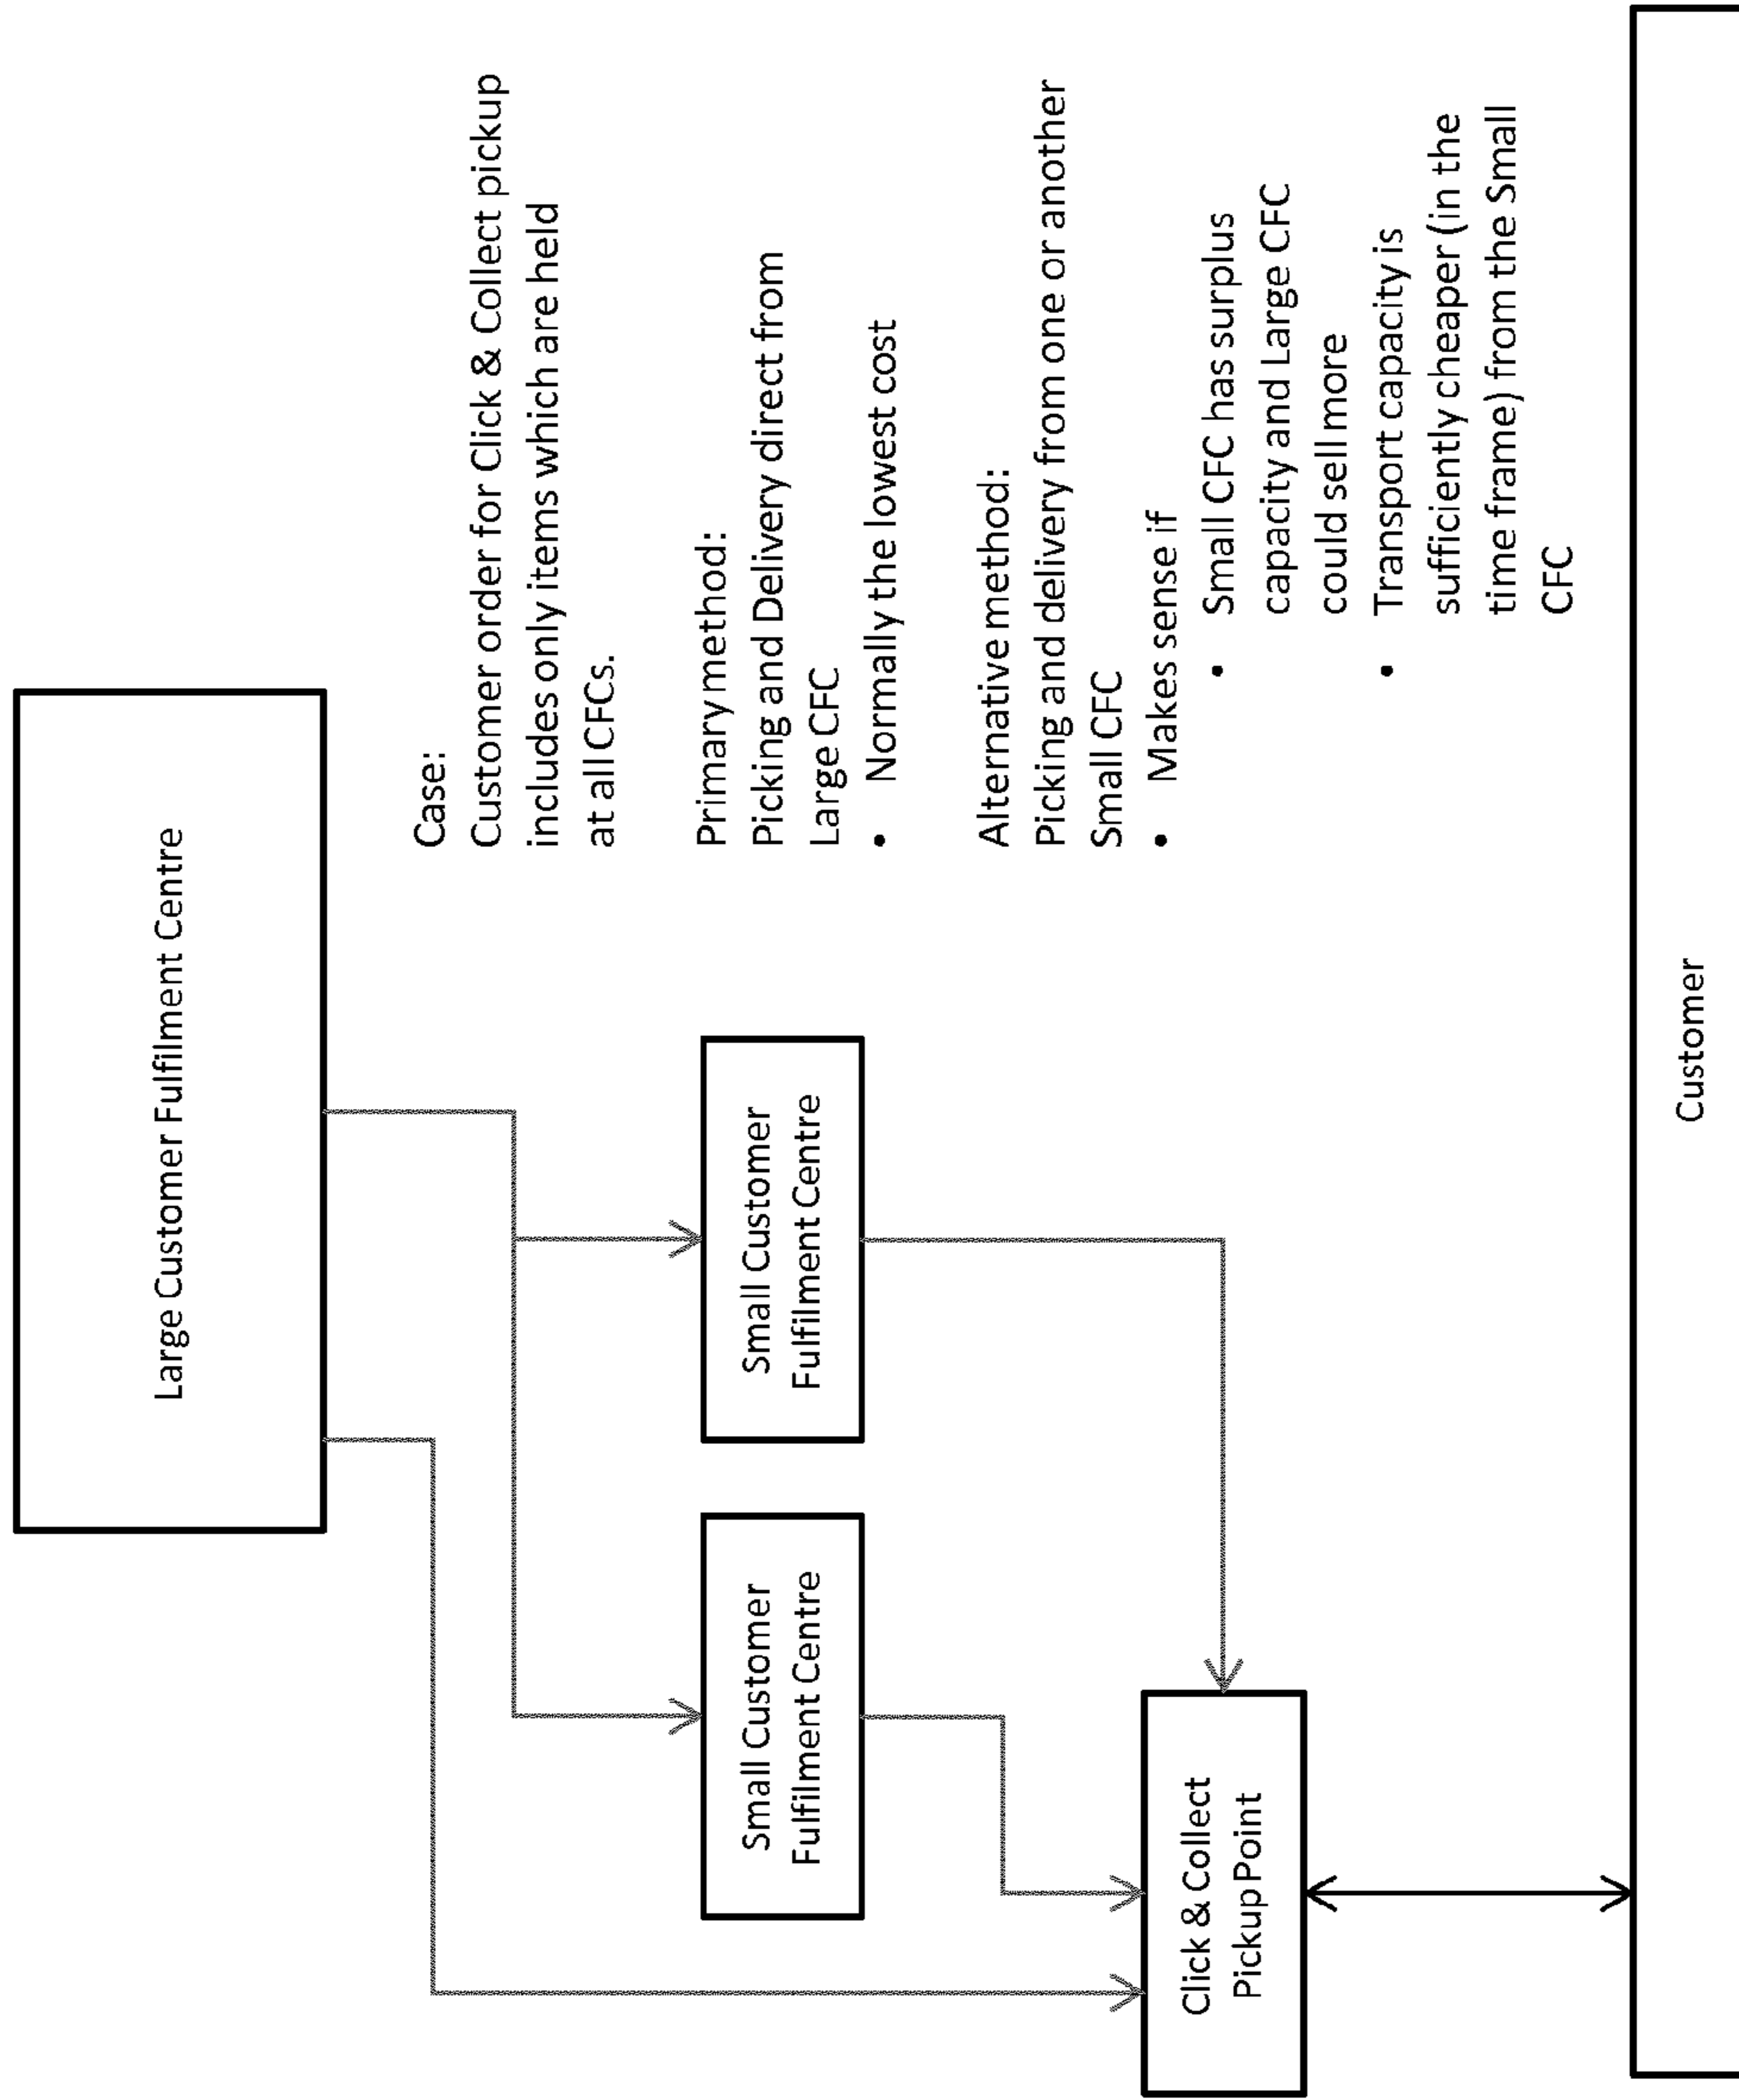 Large Customer Fulfilment Centre
Case:
Customer order for Click & Collect pickup
includes only items which are held
at all CFCs.
Primary method:
Picking and Delivery direct from
Large CFC
• Normally the lowest cost
Alternative method:
Picking and delivery from one or another
Small CFC
• Makes sense if
• Small CFC has surplus
capacity and Large CFC
could sell more
• Transport capacity is
sufficiently cheaper (in the
time frame) from the Small
CFC
Small Customer
Fulfilment Centre
Small Customer
Fulfilment Centre
Click & Collect
Pickup Point
Customer